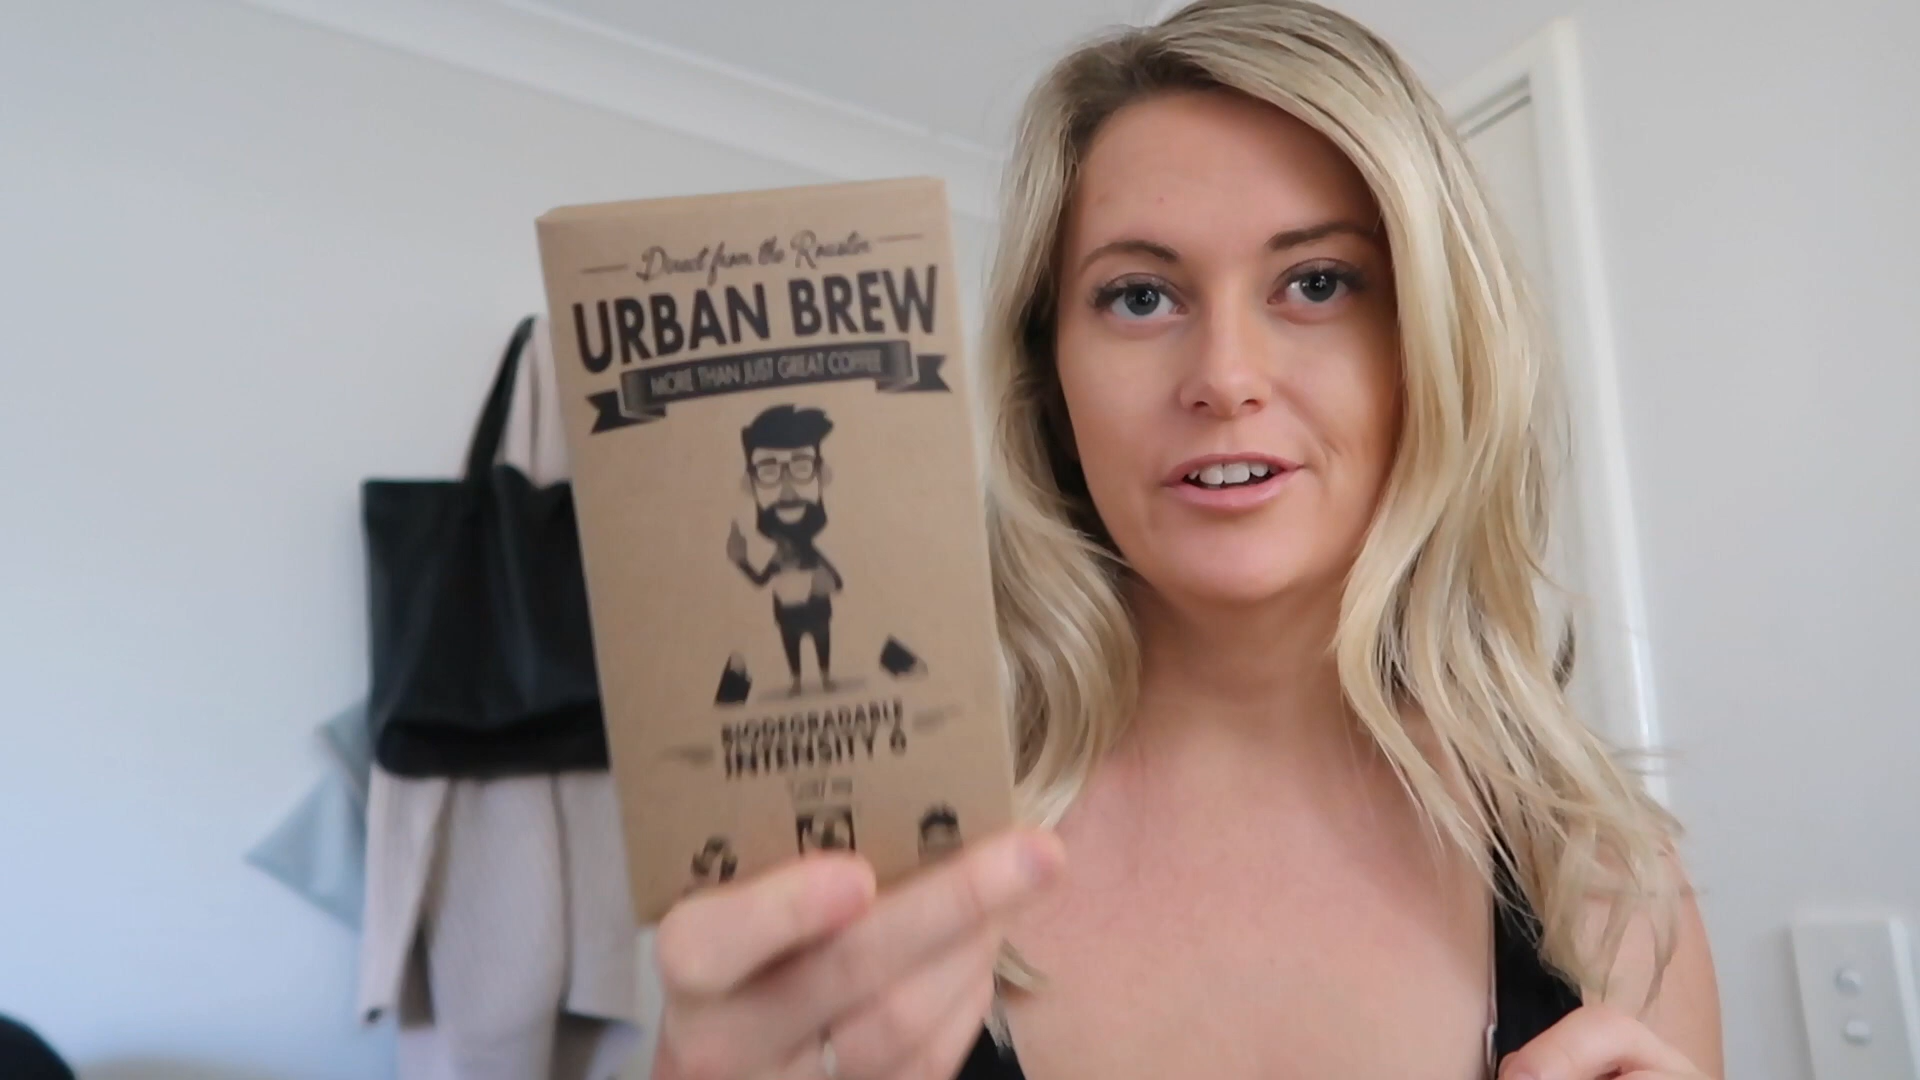 Direct from the Roaster
URBAN BREW
MORE THAN JUST GREAT COFFEE
BIODEGRADABLE
INTENSITY 6